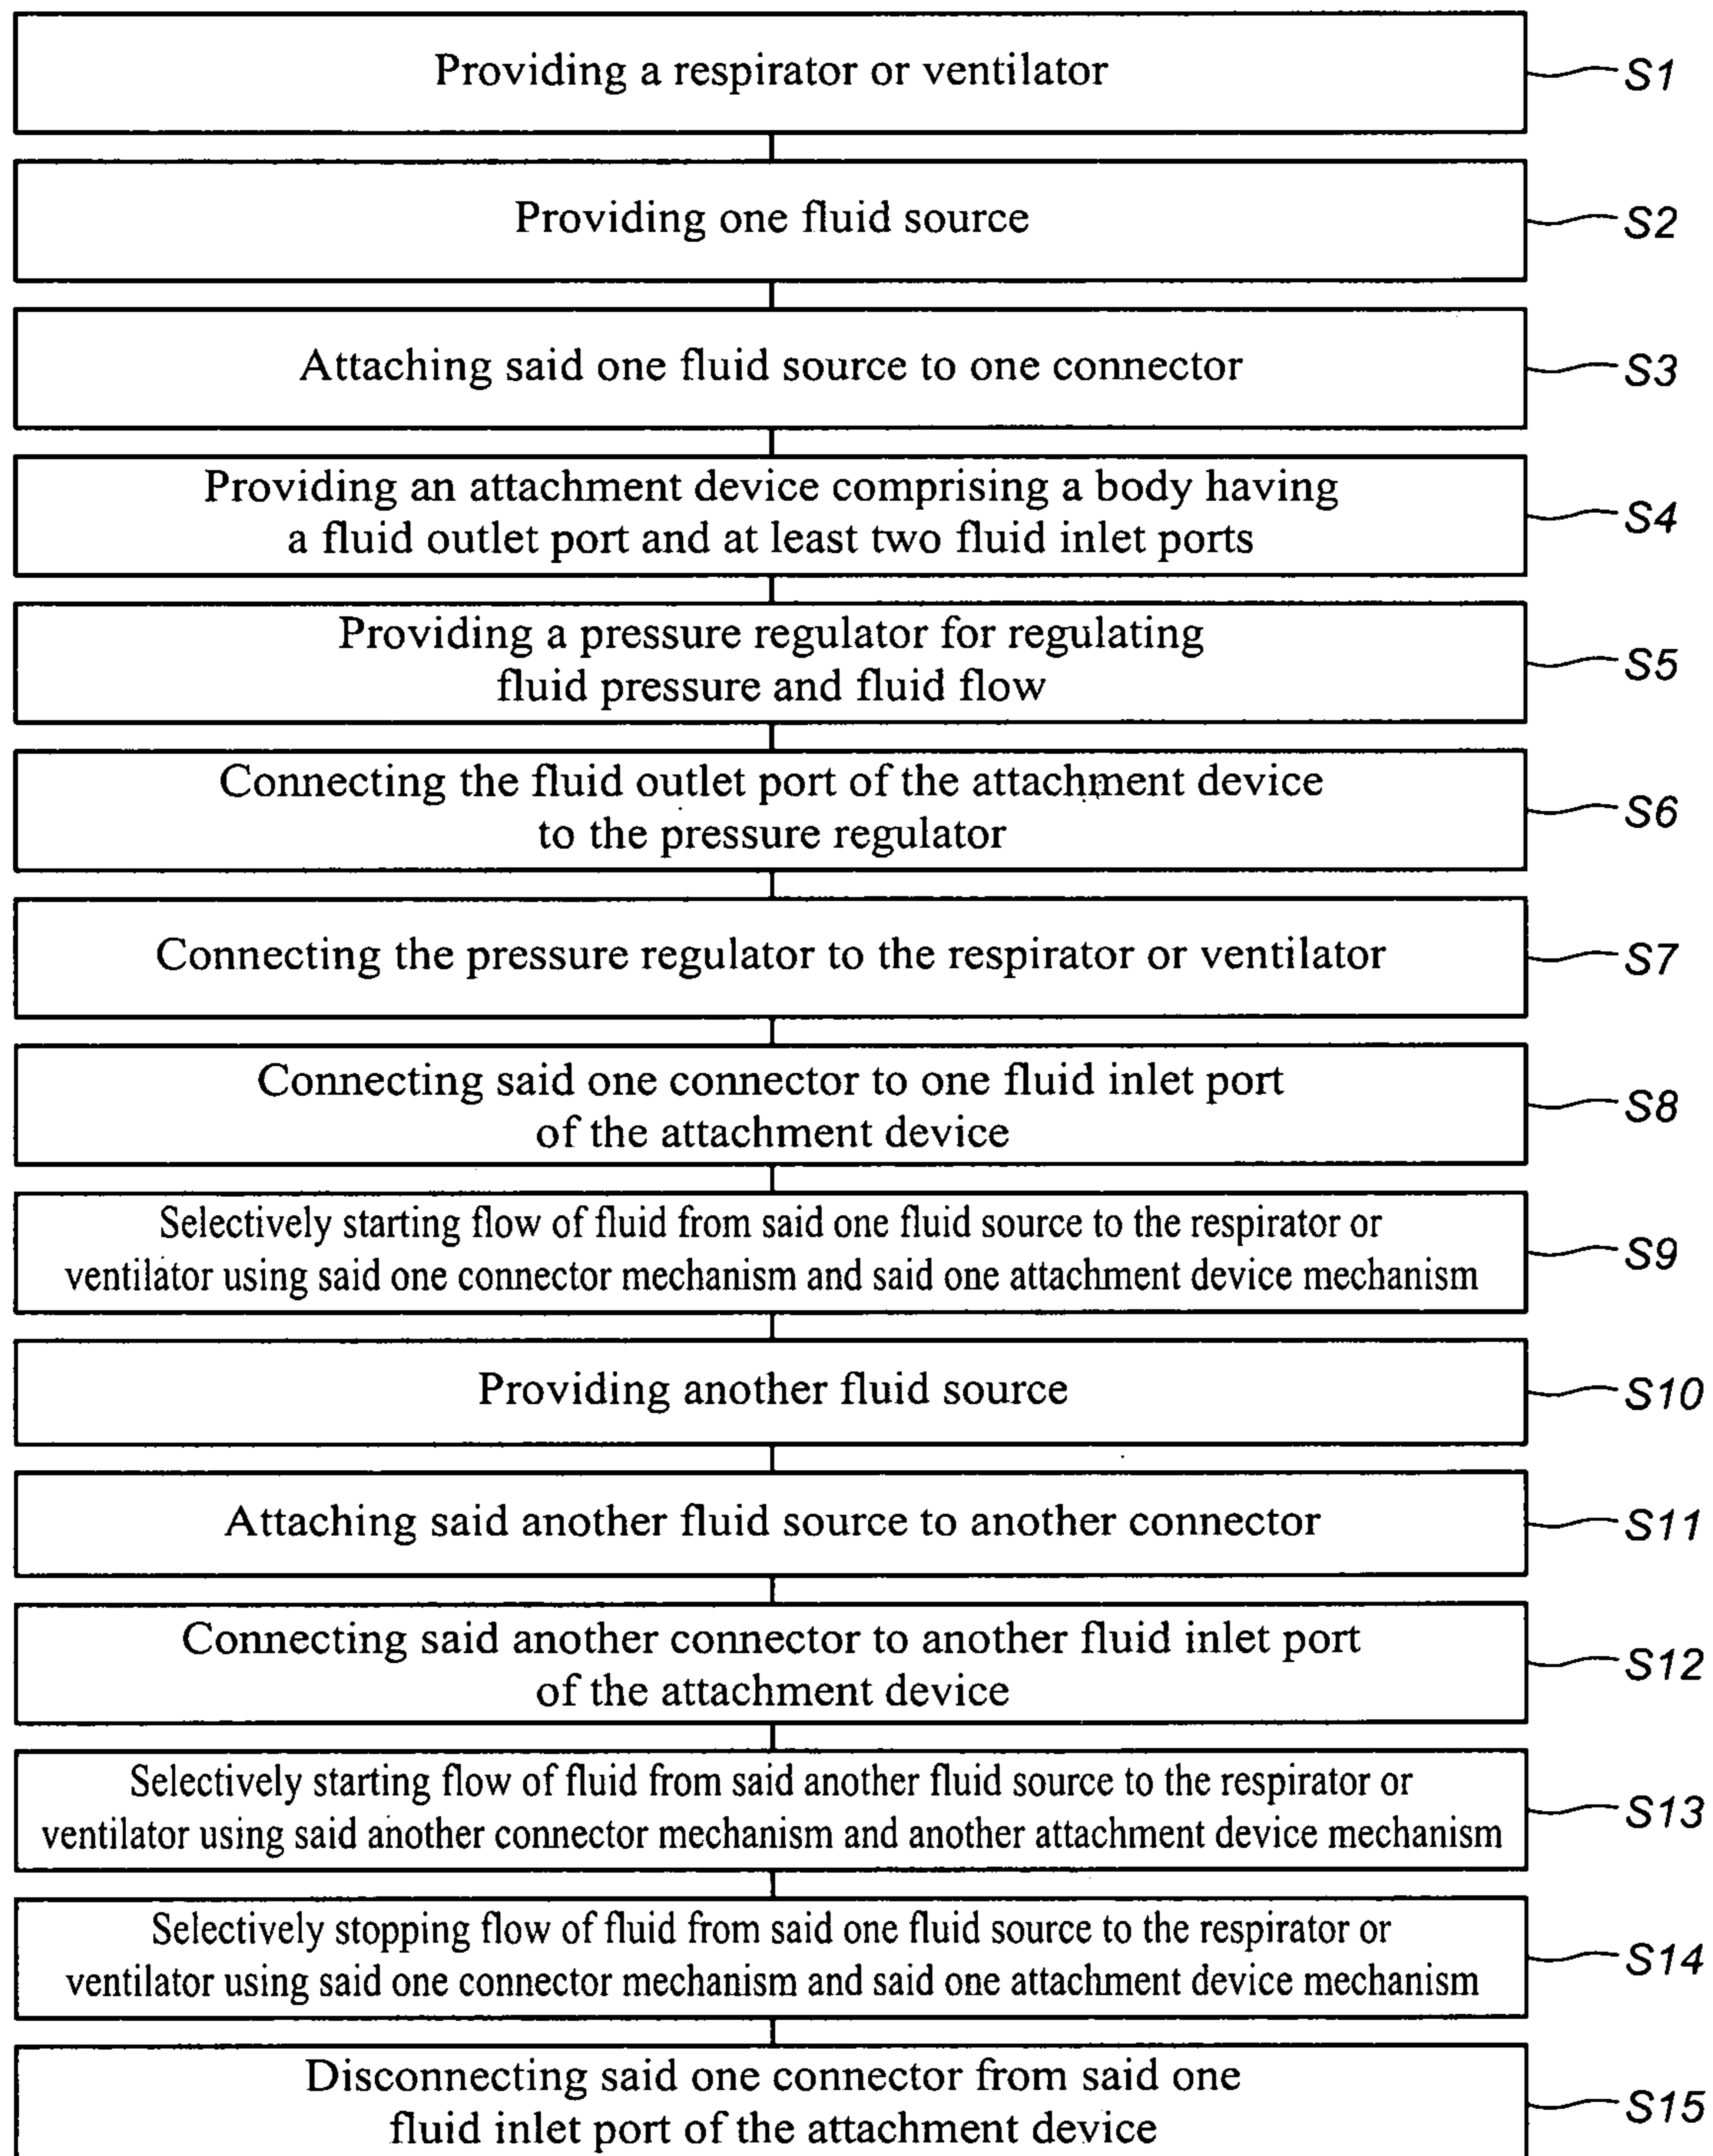 Providing a respirator or ventilator
S1
Providing one fluid source
S2
Attaching said one fluid source to one connector
S3
Providing an attachment device comprising a body having
a fluid outlet port and at least two fluid inlet ports
S4
Providing a pressure regulator for regulating
fluid pressure and fluid flow
S5
Connecting the fluid outlet port of the attachment device
to the pressure regulator
S6
Connecting the pressure regulator to the respirator or ventilator
S7
Connecting said one connector to one fluid inlet port
of the attachment device
S8
Selectively starting flow of fluid from said one fluid source to the respirator or
ventilator using said one connector mechanism and said one attachment device mechanism
S9
Providing another fluid source
S10
Attaching said another fluid source to another connector
S11
Connecting said another connector to another fluid inlet port
of the attachment device
S12
Selectively starting flow of fluid from said another fluid source to the respirator or
ventilator using said another connector mechanism and another attachment device mechanism
S13
Selectively stopping flow of fluid from said one fluid source to the respirator or
ventilator using said one connector mechanism and said one attachment device mechanism
S14
Disconnecting said one connector from said one
fluid inlet port of the attachment device
S15